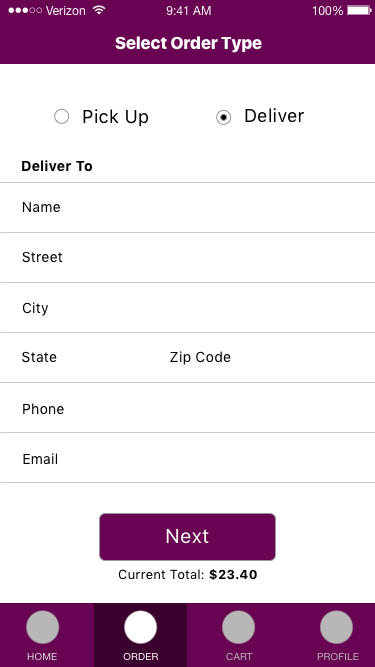 Verizon 9:41 AM 100%
Select Order Type
Pick Up Deliver
Deliver To
Name
Street
City
State Zip Code
Phone
Email
Next
Current Total: $23.40
HOME ORDER CART PROFILE